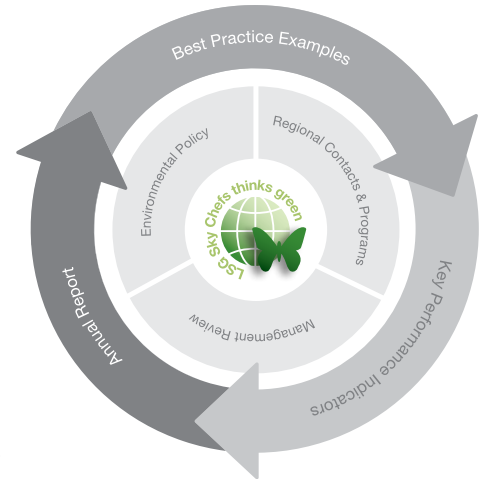 Best Practice Examples
Environmental Policy
Regional Contacts & Programs
LSG Sky Chefs thinks green
Management Review
Annual Report
Key Performance Indicators